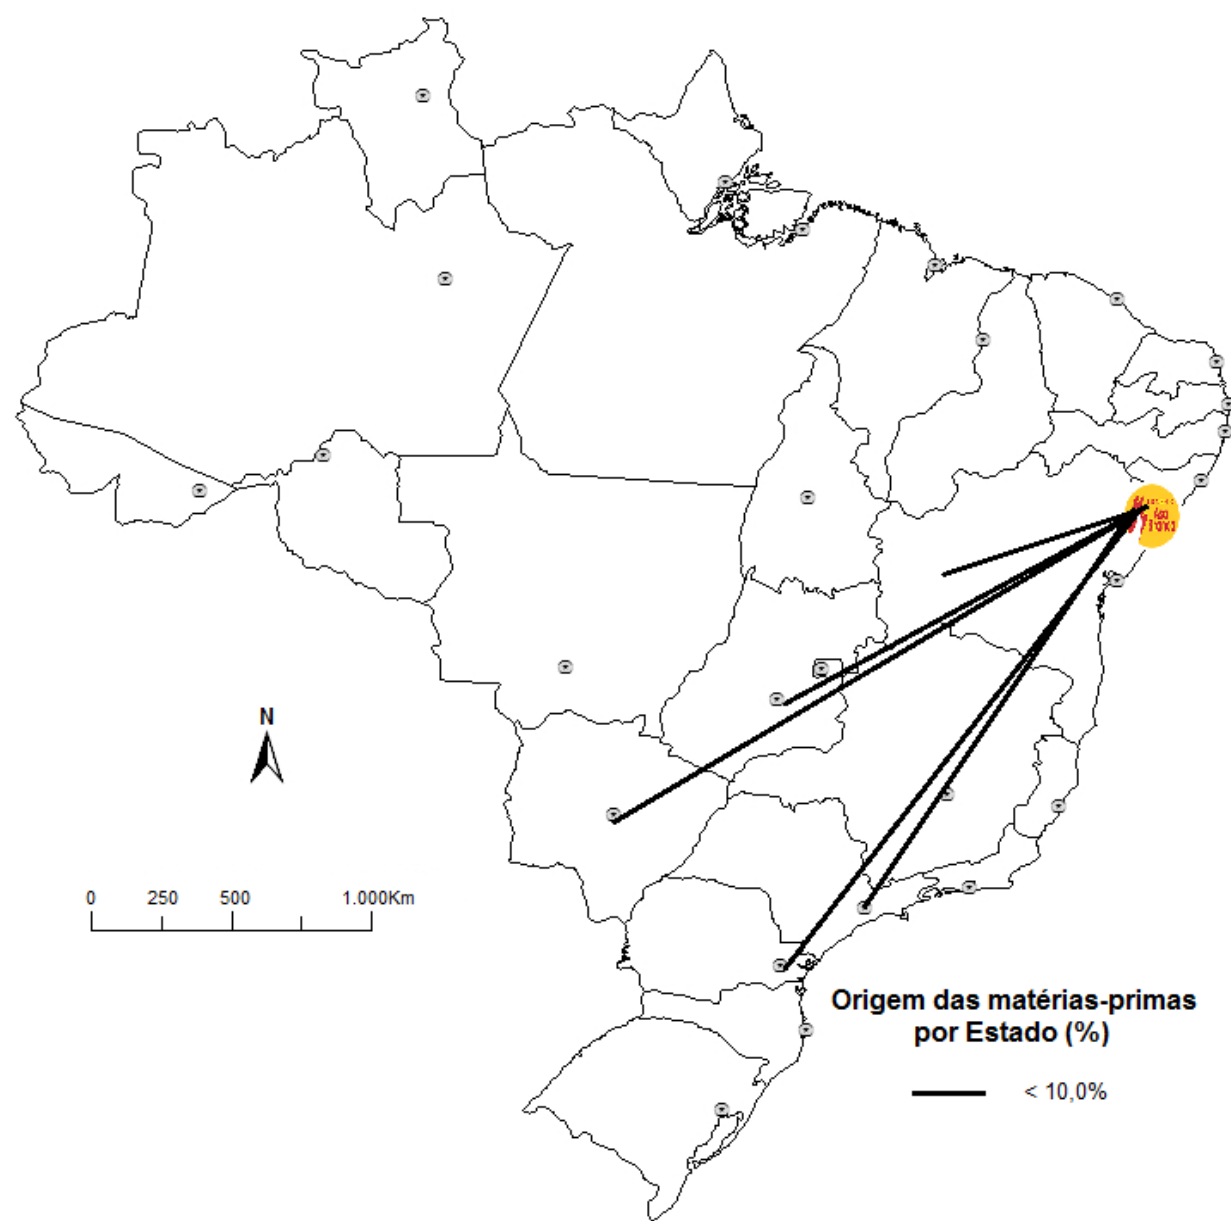 N
0 250 500 1.000Km
Origem das matérias-primas
por Estado (%)
< 10,0%